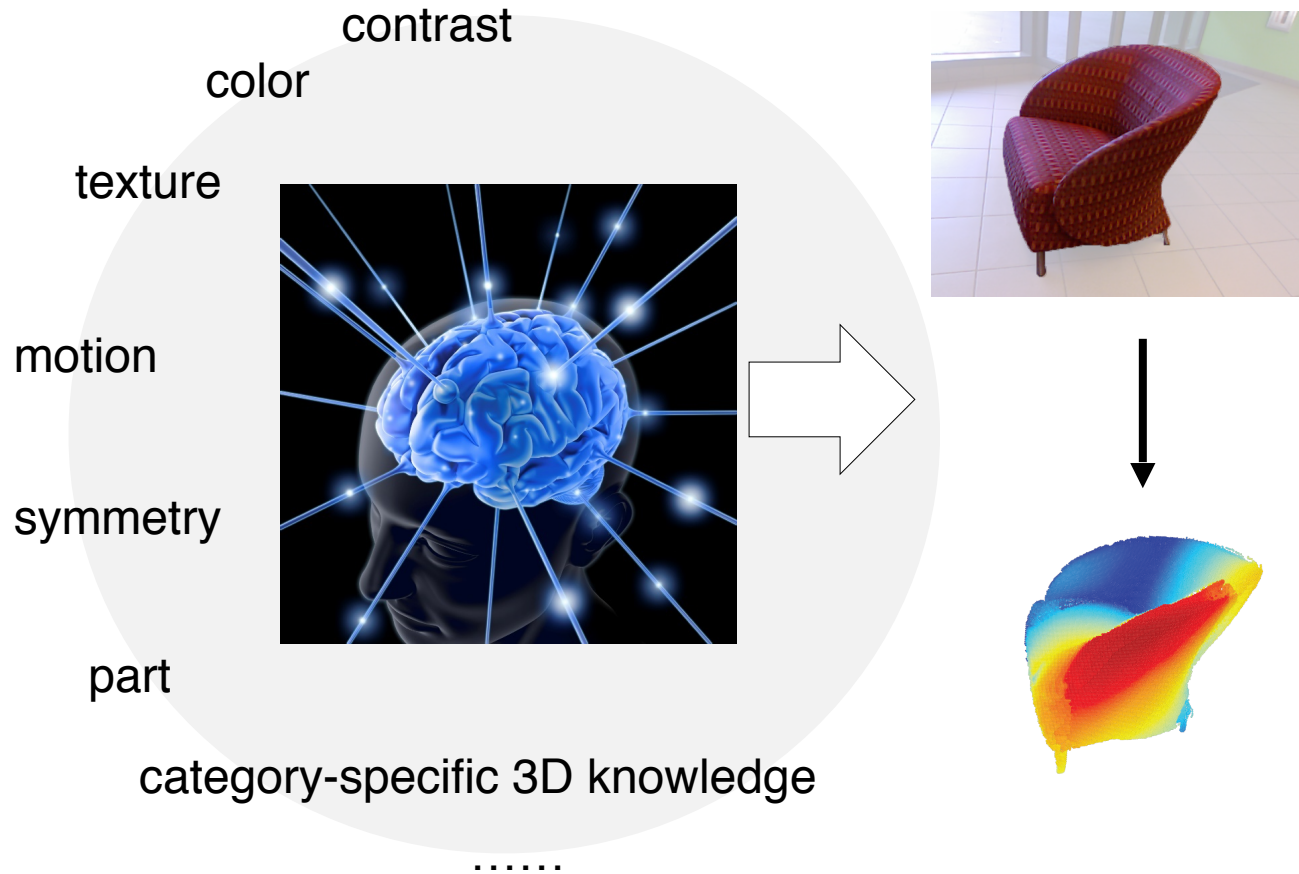 contrast
color
texture
motion
symmetry
part
category-specific 3D knowledge
......